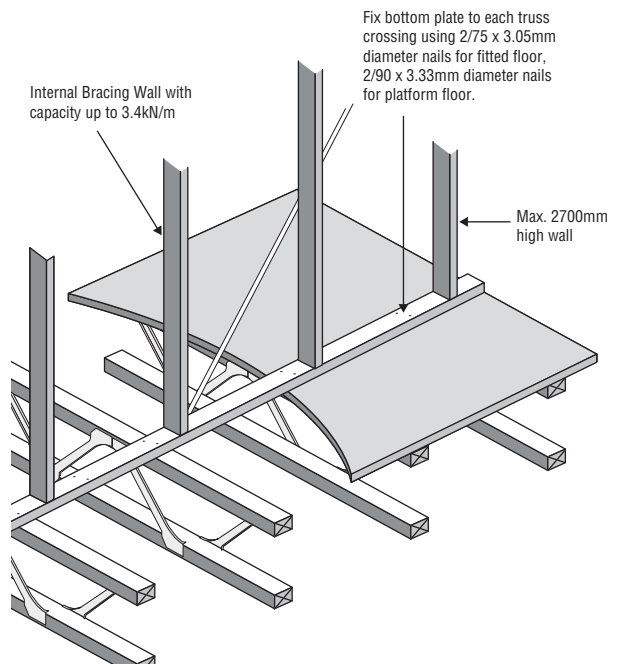 Fix bottom plate to each truss
crossing using 2/75 x 3.05mm
diameter nails for fitted floor,
2/90 x 3.33mm diameter nails
for platform floor.
Internal Bracing Wall with
capacity up to 3.4kN/m
Max. 2700mm
high wall